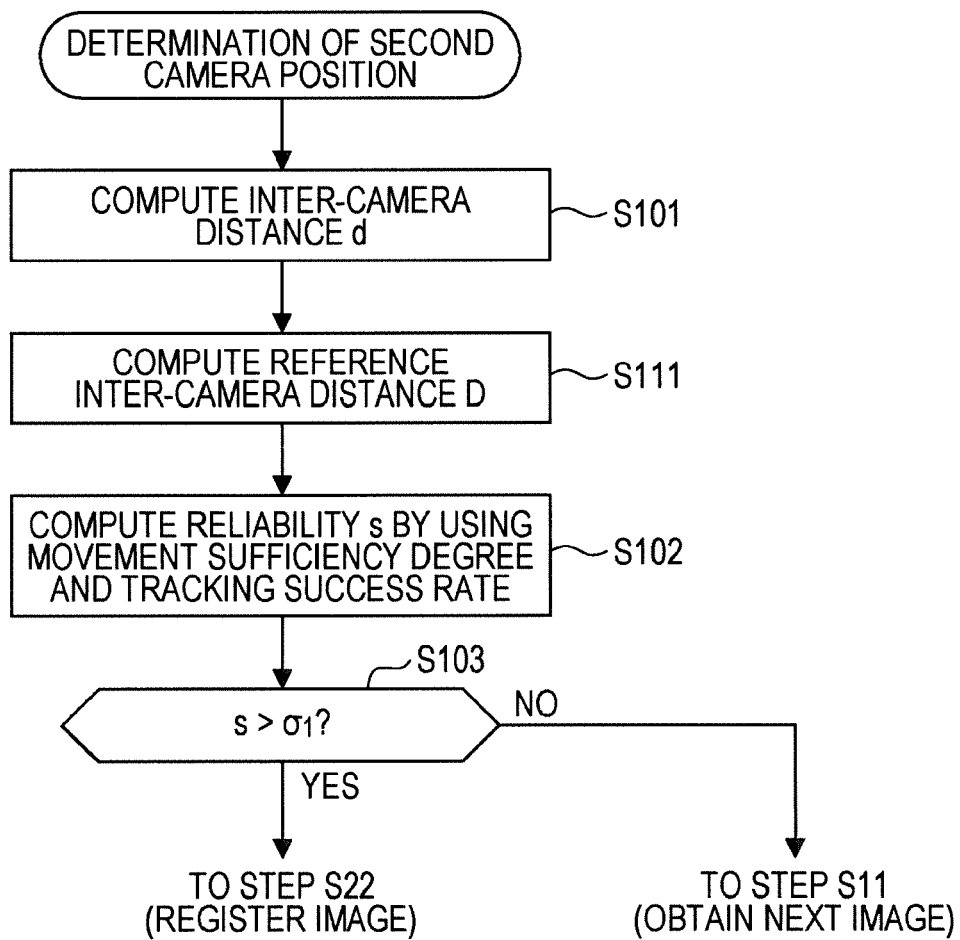 DETERMINATION OF SECOND
CAMERA POSITION
COMPUTE INTER-CAMERA
DISTANCE d
S101
COMPUTE REFERENCE
INTER-CAMERA DISTANCE D
S111
COMPUTE RELIABILITY s BY USING
MOVEMENT SUFFICIENCY DEGREE
AND TRACKING SUCCESS RATE
S102
S103
s > σ1?
NO
YES
TO STEP S22
(REGISTER IMAGE)
TO STEP S11
(OBTAIN NEXT IMAGE)